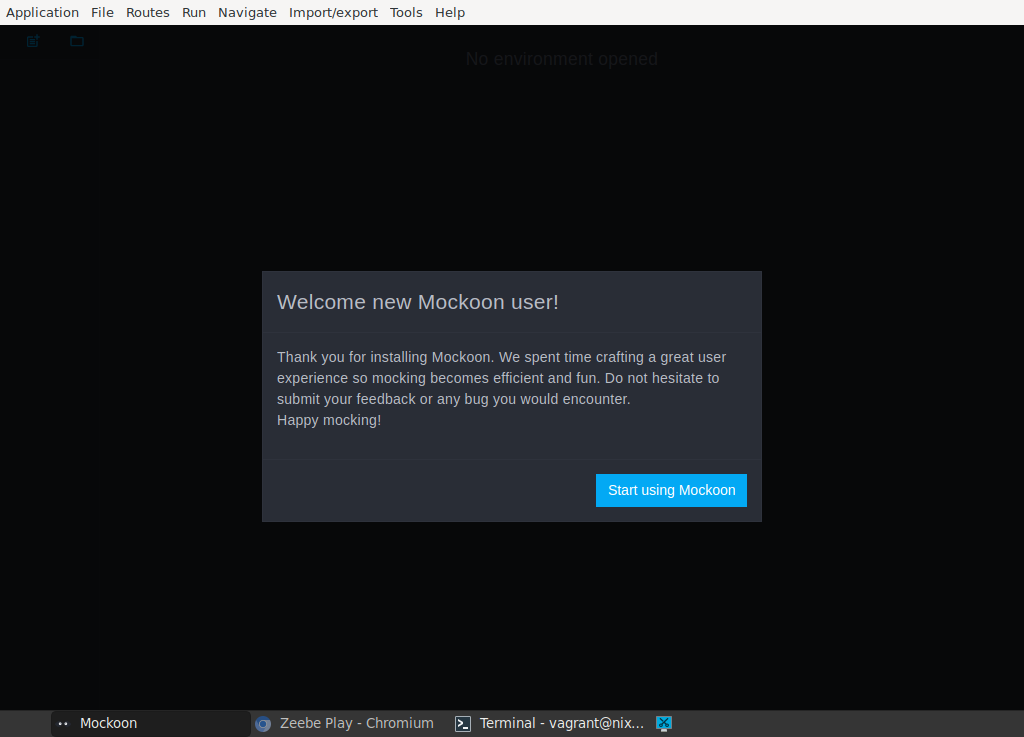 Application File Routes Run Navigate Import/export Tools Help
No environment opened
Welcome new Mockoon user!
Thank you for installing Mockoon. We spent time crafting a great user
experience so mocking becomes efficient and fun. Do not hesitate to
submit your feedback or any bug you would encounter.
Happy mocking!
Start using Mockoon
Mockoon Zeebe Play - Chromium Terminal - vagrant@nix...